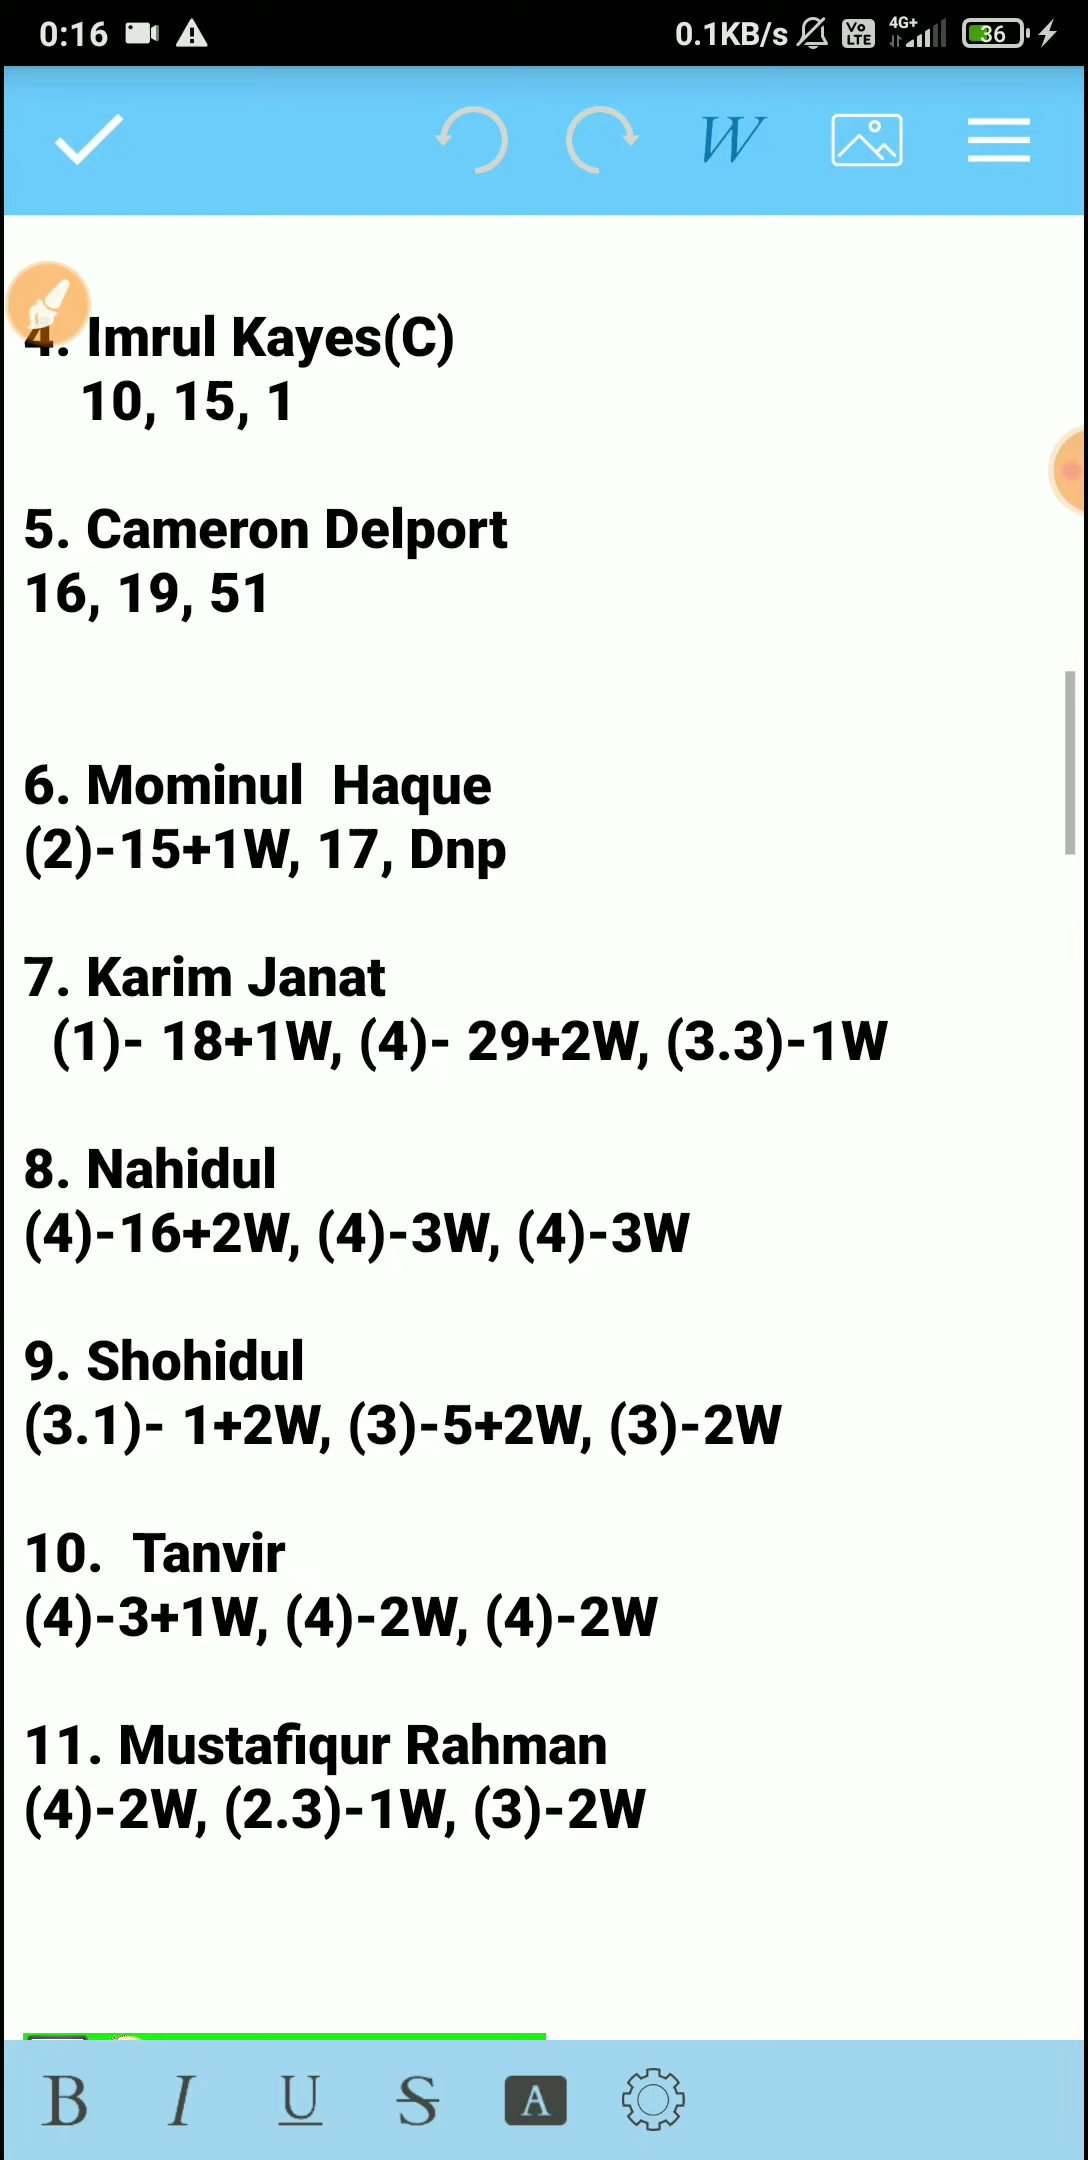 0:16 0.1KB/s Vo LTE 4G+ 36
W
4. Imrul Kayes(C)
10, 15, 1
5. Cameron Delport
16, 19, 51
6. Mominul  Haque
(2)-15+1W, 17, Dnp
7. Karim Janat
(1)- 18+1W, (4)- 29+2W, (3.3)-1W
8. Nahidul
(4)-16+2W, (4)-3W, (4)-3W
9. Shohidul
(3.1)- 1+2W, (3)-5+2W, (3)-2W
10.  Tanvir
(4)-3+1W, (4)-2W, (4)-2W
11. Mustafiqur Rahman
(4)-2W, (2.3)-1W, (3)-2W
B I U S A